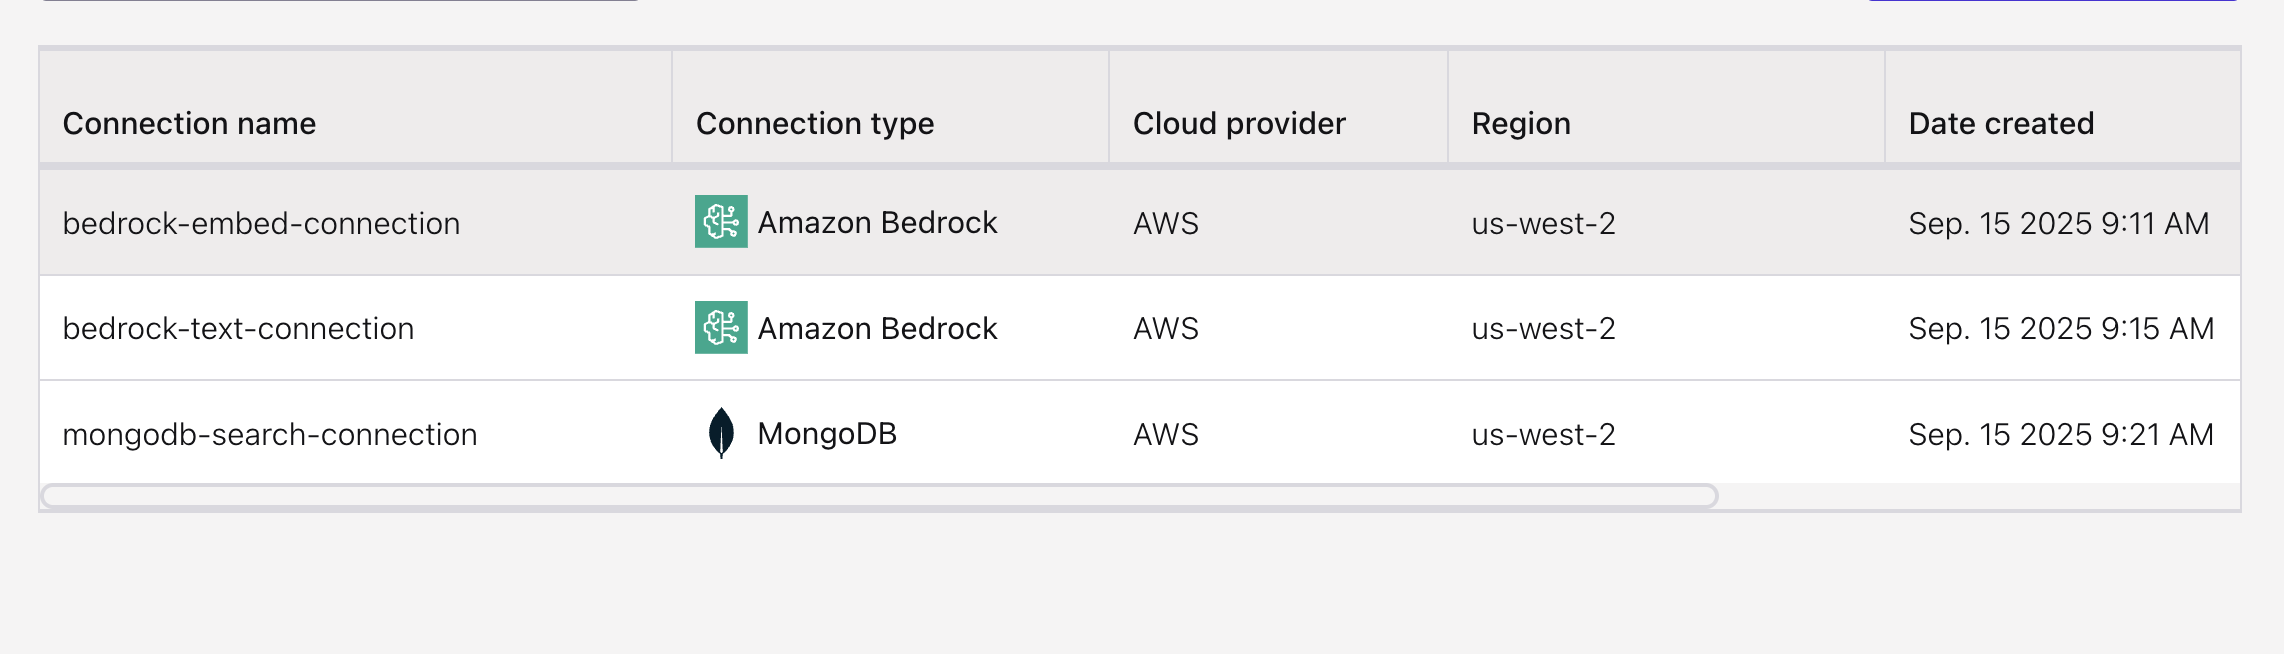 Connection name Connection type Cloud provider Region Date created
bedrock-embed-connection Amazon Bedrock AWS us-west-2 Sep. 15 2025 9:11 AM
bedrock-text-connection Amazon Bedrock AWS us-west-2 Sep. 15 2025 9:15 AM
mongodb-search-connection MongoDB AWS us-west-2 Sep. 15 2025 9:21 AM